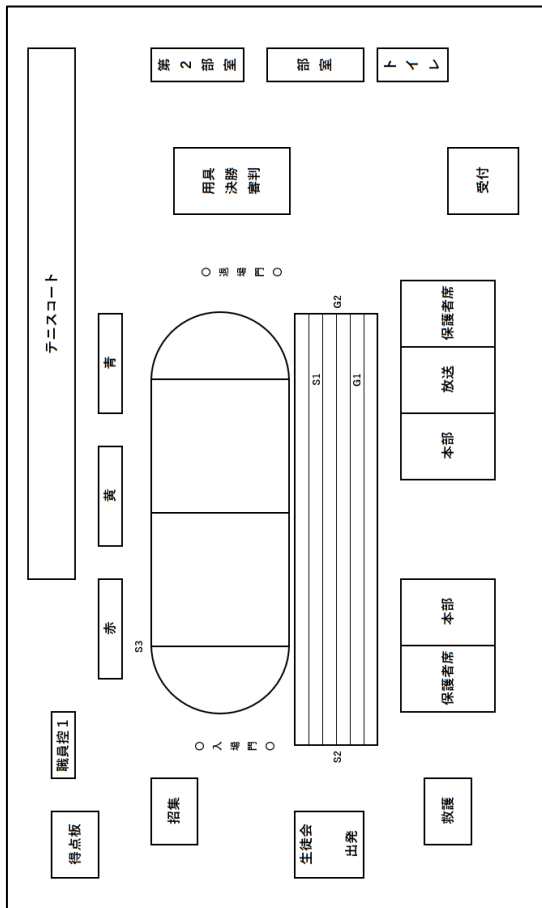 第２部室
部室
トイレ
用具
決勝
審判
受付
○退場門○
テニスコート
青
黄
赤
S3
S1
G1
G2
S2
保護者席
放送
本部
本部
保護者席
○入場門○
職員控１
得点板
招集
生徒会
出発
救護